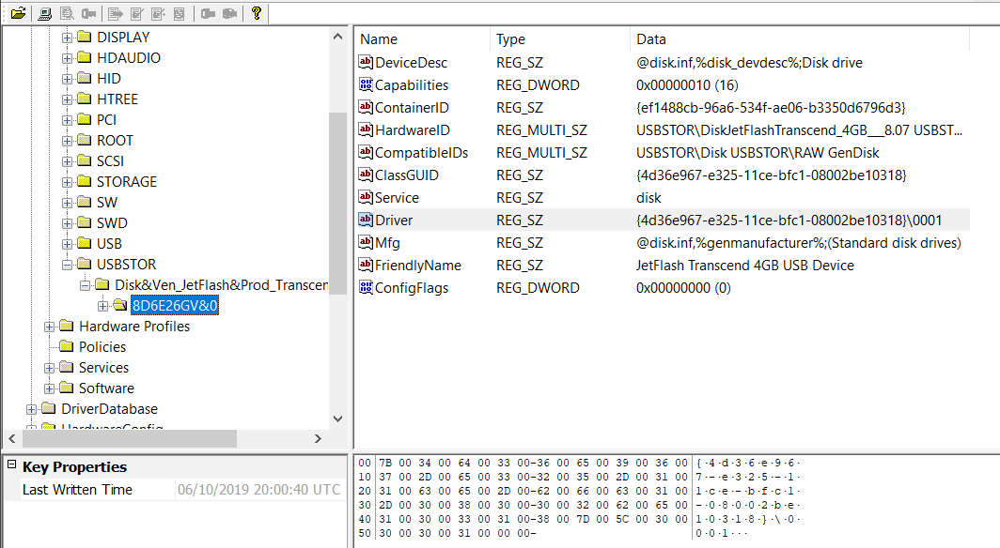 DISPLAY
HDAUDIO
HID
HTREE
PCI
ROOT
SCSI
STORAGE
SW
SWD
USB
USBSTOR
Disk&Ven_JetFlash&Prod_Transcen
8D6E26GV&0
Hardware Profiles
Policies
Services
Software
DriverDatabase
HardwareConfig
Name Type Data
DeviceDesc REG_SZ @disk.inf,%disk_devdesc%;Disk drive
Capabilities REG_DWORD 0x00000010 (16)
ContainerID REG_SZ {ef1488cb-96a6-534f-ae06-b3350d6796d3}
HardwareID REG_MULTI_SZ USBSTOR\DiskJetFlashTranscend_4GB___8.07 USBST...
CompatibleIDs REG_MULTI_SZ USBSTOR\Disk USBSTOR\RAW GenDisk
ClassGUID REG_SZ {4d36e967-e325-11ce-bfc1-08002be10318}
Service REG_SZ disk
Driver REG_SZ {4d36e967-e325-11ce-bfc1-08002be10318}\0001
Mfg REG_SZ @disk.inf,%genmanufacturer%;(Standard disk drives)
FriendlyName REG_SZ JetFlash Transcend 4GB USB Device
ConfigFlags REG_DWORD 0x00000000 (0)
Key Properties
Last Written Time 06/10/2019 20:00:40 UTC
00 7B 00 34 00 64 00 33 00-36 00 65 00 39 00 36 00 {·4·d·3·6·e·9·6·
10 37 00 2D 00 65 00 33 00-32 00 35 00 2D 00 31 00 7·-·e·3·2·5·-·1·
20 31 00 63 00 65 00 2D 00-62 00 66 00 63 00 31 00 1·c·e·-·b·f·c·1·
30 2D 00 30 00 38 00 30 00-30 00 32 00 62 00 65 00 -·0·8·0·0·2·b·e·
40 31 00 30 00 33 00 31 00-38 00 7D 00 5C 00 30 00 1·0·3·1·8·}·\·0·
50 30 00 30 00 31 00 00 00- 0·0·1···